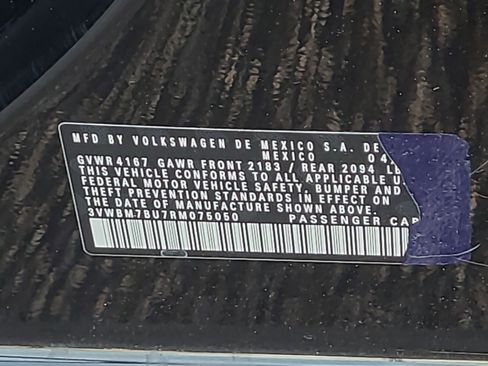 MFD BY VOLKSWAGEN DE MEXICO S.A. DE
MEXICO 04
GVWR 4167 GAWR FRONT 2183 / REAR 2094 LB
THIS VEHICLE CONFORMS TO ALL APPLICABLE U
FEDERAL MOTOR VEHICLE SAFETY, BUMPER AND
THEFT PREVENTION STANDARDS IN EFFECT ON
THE DATE OF MANUFACTURE SHOWN ABOVE.
3VWBM7BU7RM075050 PASSENGER CAR